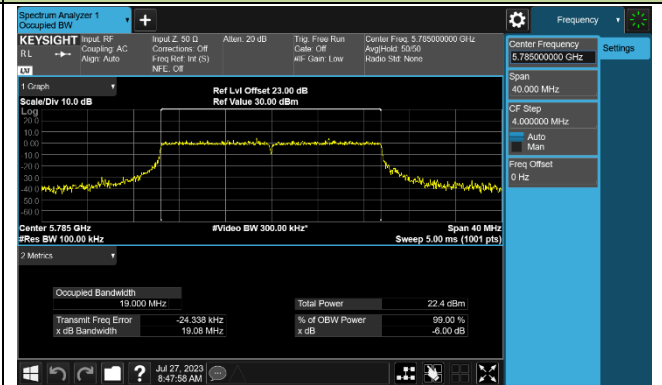 Spectrum Analyzer 1
Occupied BW
Frequency
KEYSIGHT
RL
LXI
Input: RF
Coupling: AC
Align: Auto
Input Z: 50 Ω
Corrections: Off
Freq Ref: Int (S)
NFE: Off
Atten: 20 dB
Trig: Free Run
Gate: Off
#IF Gain: Low
Center Freq: 5.785000000 GHz
Avg|Hold: 50/50
Radio Std: None
Center Frequency
5.785000000 GHz
Settings
Span
40.000 MHz
CF Step
4.000000 MHz
Auto
Man
Freq Offset
0 Hz
1 Graph
Scale/Div 10.0 dB
Ref Lvl Offset 23.00 dB
Ref Value 30.00 dBm
Log
20.0
10.0
0.00
-10.0
-20.0
-30.0
-40.0
-50.0
-60.0
Center 5.785 GHz
#Res BW 100.00 kHz
#Video BW 300.00 kHz*
Span 40 MHz
Sweep 5.00 ms (1001 pts)
2 Metrics
Occupied Bandwidth
19.000 MHz
Total Power 22.4 dBm
Transmit Freq Error -24.338 kHz
% of OBW Power 99.00 %
x dB Bandwidth 19.08 MHz
x dB -6.00 dB
?
Jul 27, 2023
8:47:58 AM